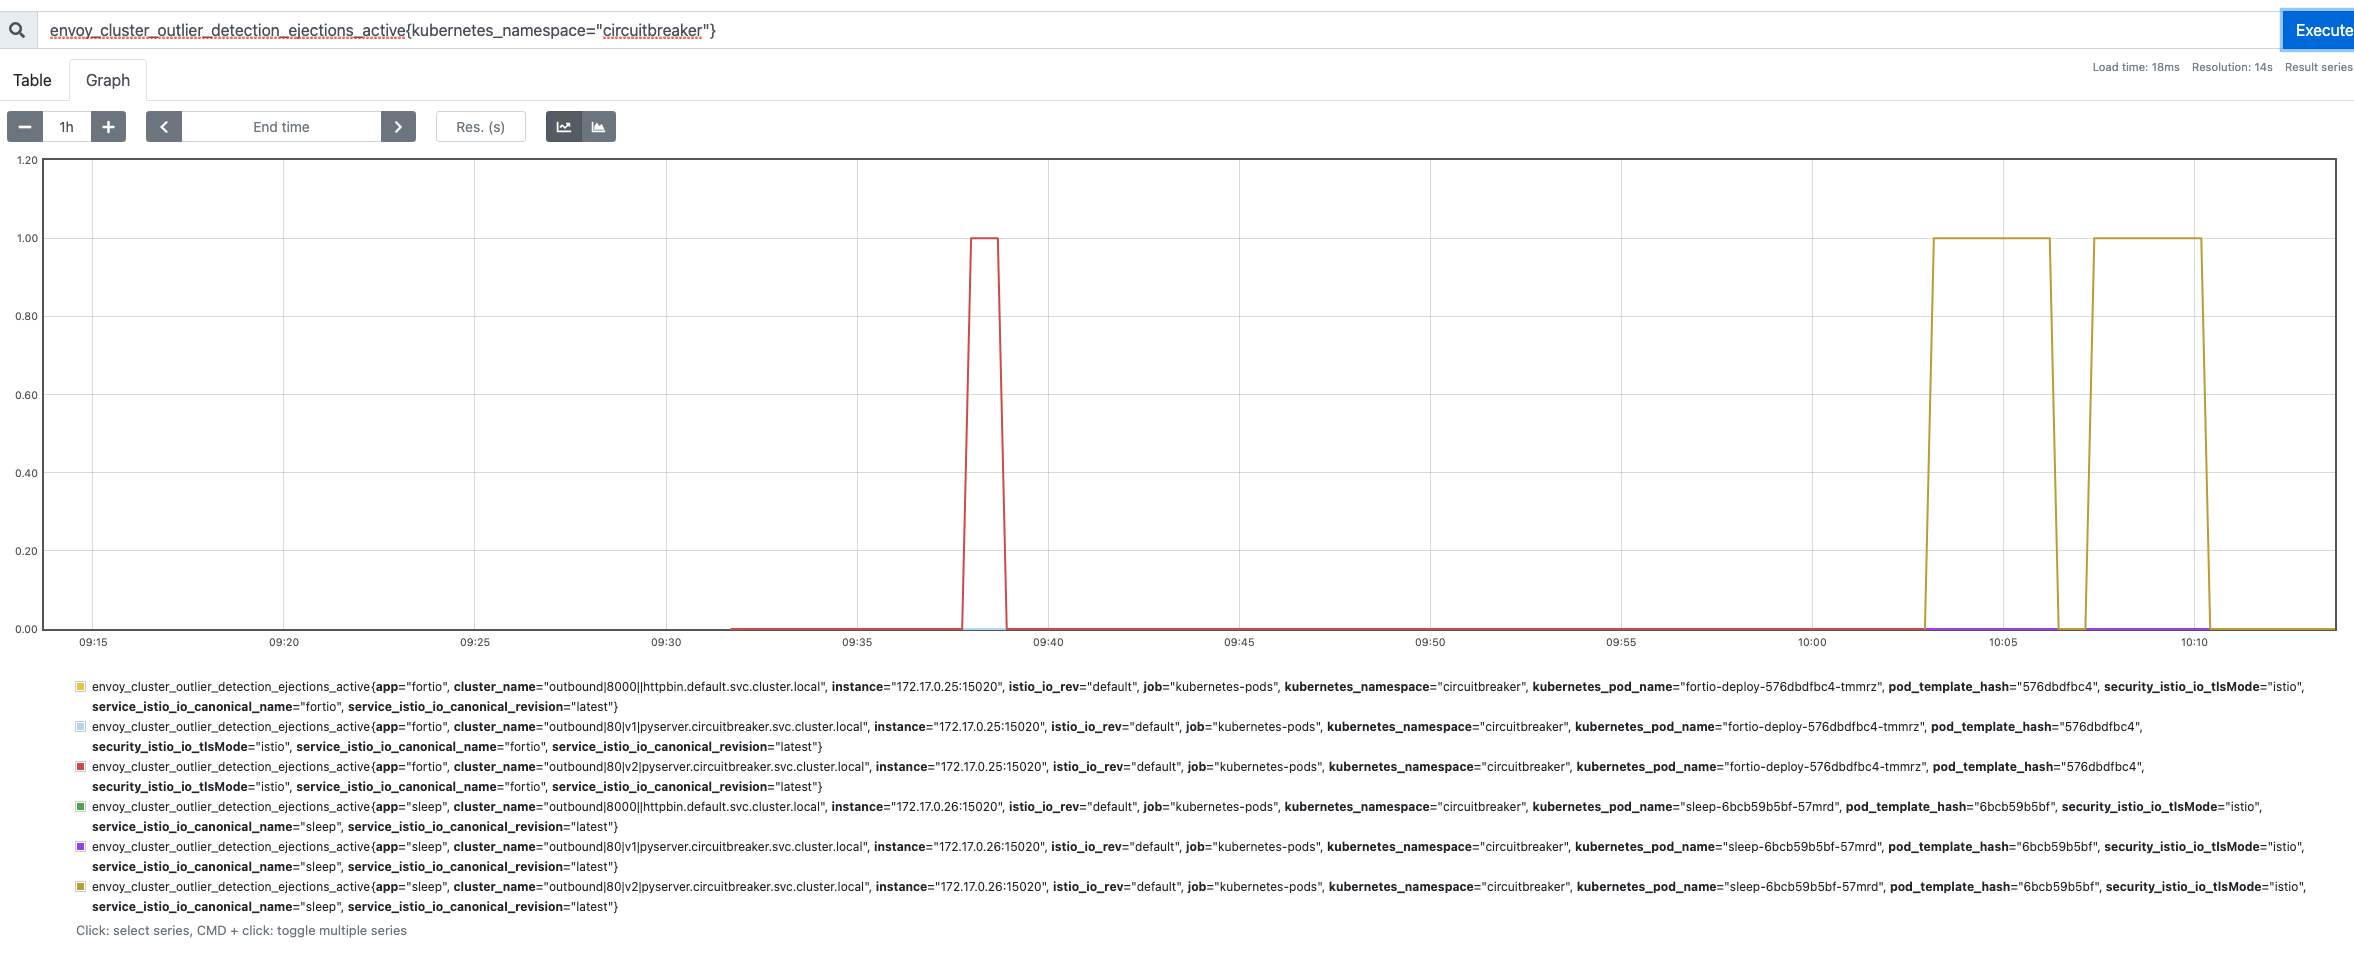 envoy_cluster_outlier_detection_ejections_active{kubernetes_namespace="circuitbreaker"}
Execute
Table
Graph
Load time: 18ms
Resolution: 14s
Result series
1h
End time
Res. (s)
1.20
1.00
0.80
0.60
0.40
0.20
0.00
09:15
09:20
09:25
09:30
09:35
09:40
09:45
09:50
09:55
10:00
10:05
10:10
envoy_cluster_outlier_detection_ejections_active{app="fortio", cluster_name="outbound|8000||httpbin.default.svc.cluster.local", instance="172.17.0.25:15020", istio_io_rev="default", job="kubernetes-pods", kubernetes_namespace="circuitbreaker", kubernetes_pod_name="fortio-deploy-576dbdfbc4-tmmrz", pod_template_hash="576dbdfbc4", security_istio_io_tlsMode="istio",
service_istio_io_canonical_name="fortio", service_istio_io_canonical_revision="latest"}
envoy_cluster_outlier_detection_ejections_active{app="fortio", cluster_name="outbound|80|v1|pyserver.circuitbreaker.svc.cluster.local", instance="172.17.0.25:15020", istio_io_rev="default", job="kubernetes-pods", kubernetes_namespace="circuitbreaker", kubernetes_pod_name="fortio-deploy-576dbdfbc4-tmmrz", pod_template_hash="576dbdfbc4",
security_istio_io_tlsMode="istio", service_istio_io_canonical_name="fortio", service_istio_io_canonical_revision="latest"}
envoy_cluster_outlier_detection_ejections_active{app="fortio", cluster_name="outbound|80|v2|pyserver.circuitbreaker.svc.cluster.local", instance="172.17.0.25:15020", istio_io_rev="default", job="kubernetes-pods", kubernetes_namespace="circuitbreaker", kubernetes_pod_name="fortio-deploy-576dbdfbc4-tmmrz", pod_template_hash="576dbdfbc4",
security_istio_io_tlsMode="istio", service_istio_io_canonical_name="fortio", service_istio_io_canonical_revision="latest"}
envoy_cluster_outlier_detection_ejections_active{app="sleep", cluster_name="outbound|8000||httpbin.default.svc.cluster.local", instance="172.17.0.26:15020", istio_io_rev="default", job="kubernetes-pods", kubernetes_namespace="circuitbreaker", kubernetes_pod_name="sleep-6bcb59b5bf-57mrd", pod_template_hash="6bcb59b5bf", security_istio_io_tlsMode="istio",
service_istio_io_canonical_name="sleep", service_istio_io_canonical_revision="latest"}
envoy_cluster_outlier_detection_ejections_active{app="sleep", cluster_name="outbound|80|v1|pyserver.circuitbreaker.svc.cluster.local", instance="172.17.0.26:15020", istio_io_rev="default", job="kubernetes-pods", kubernetes_namespace="circuitbreaker", kubernetes_pod_name="sleep-6bcb59b5bf-57mrd", pod_template_hash="6bcb59b5bf", security_istio_io_tlsMode="istio",
service_istio_io_canonical_name="sleep", service_istio_io_canonical_revision="latest"}
envoy_cluster_outlier_detection_ejections_active{app="sleep", cluster_name="outbound|80|v2|pyserver.circuitbreaker.svc.cluster.local", instance="172.17.0.26:15020", istio_io_rev="default", job="kubernetes-pods", kubernetes_namespace="circuitbreaker", kubernetes_pod_name="sleep-6bcb59b5bf-57mrd", pod_template_hash="6bcb59b5bf", security_istio_io_tlsMode="istio",
service_istio_io_canonical_name="sleep", service_istio_io_canonical_revision="latest"}
Click: select series, CMD + click: toggle multiple series